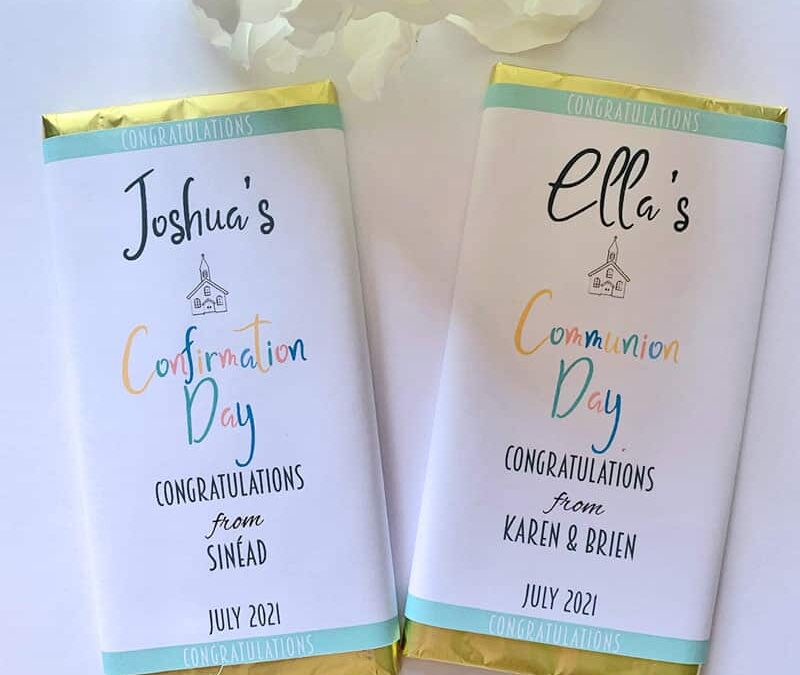 CONGRATULATIONS
Joshua's
Confirmation
Day
CONGRATULATIONS
from
SINÉAD
JULY 2021
CONGRATULATIONS
CONGRATULATIONS
Ella's
Communion
Day
CONGRATULATIONS
from
KAREN & BRIEN
JULY 2021
CONGRATULATIONS